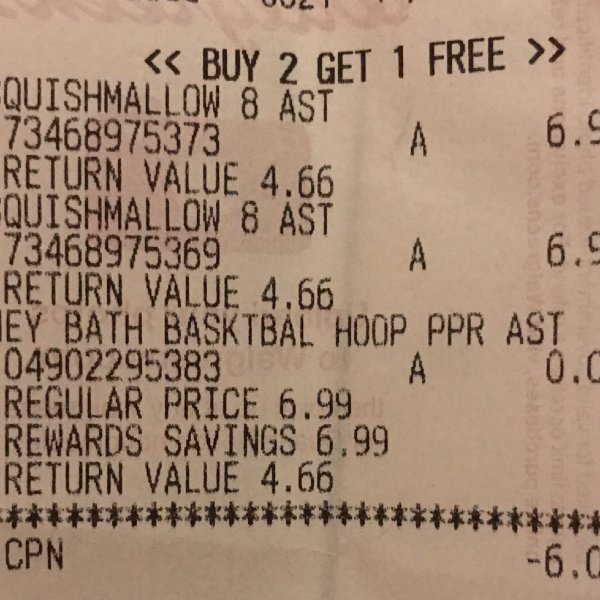 << BUY 2 GET 1 FREE >>
QUISHMALLOW 8 AST
73468975373 A 6.9
RETURN VALUE 4.66
QUISHMALLOW 8 AST
73468975369 A 6.9
RETURN VALUE 4.66
EY BATH BASKTBAL HOOP PPR AST
04902295383 A 0.0
REGULAR PRICE 6.99
REWARDS SAVINGS 6.99
RETURN VALUE 4.66
CPN -6.0